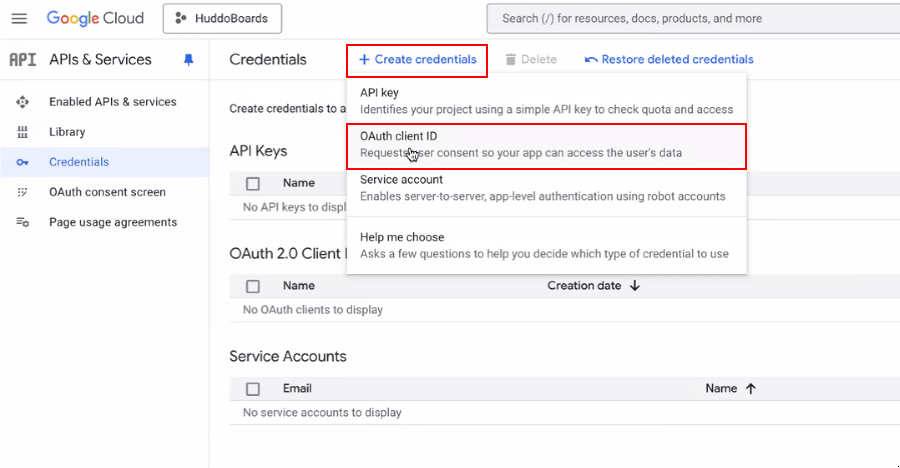 Google Cloud
HuddoBoards
Search (/) for resources, docs, products, and more
API APIs & Services
Credentials
+ Create credentials
Delete
Restore deleted credentials
Enabled APIs & services
Library
Credentials
OAuth consent screen
Page usage agreements
Create credentials to a
API key
Identifies your project using a simple API key to check quota and access
OAuth client ID
Requests user consent so your app can access the user's data
Service account
Enables server-to-server, app-level authentication using robot accounts
Help me choose
Asks a few questions to help you decide which type of credential to use
API Keys
Name
No API keys to displ
OAuth 2.0 Client I
Name Creation date
No OAuth clients to display
Service Accounts
Email Name
No service accounts to display